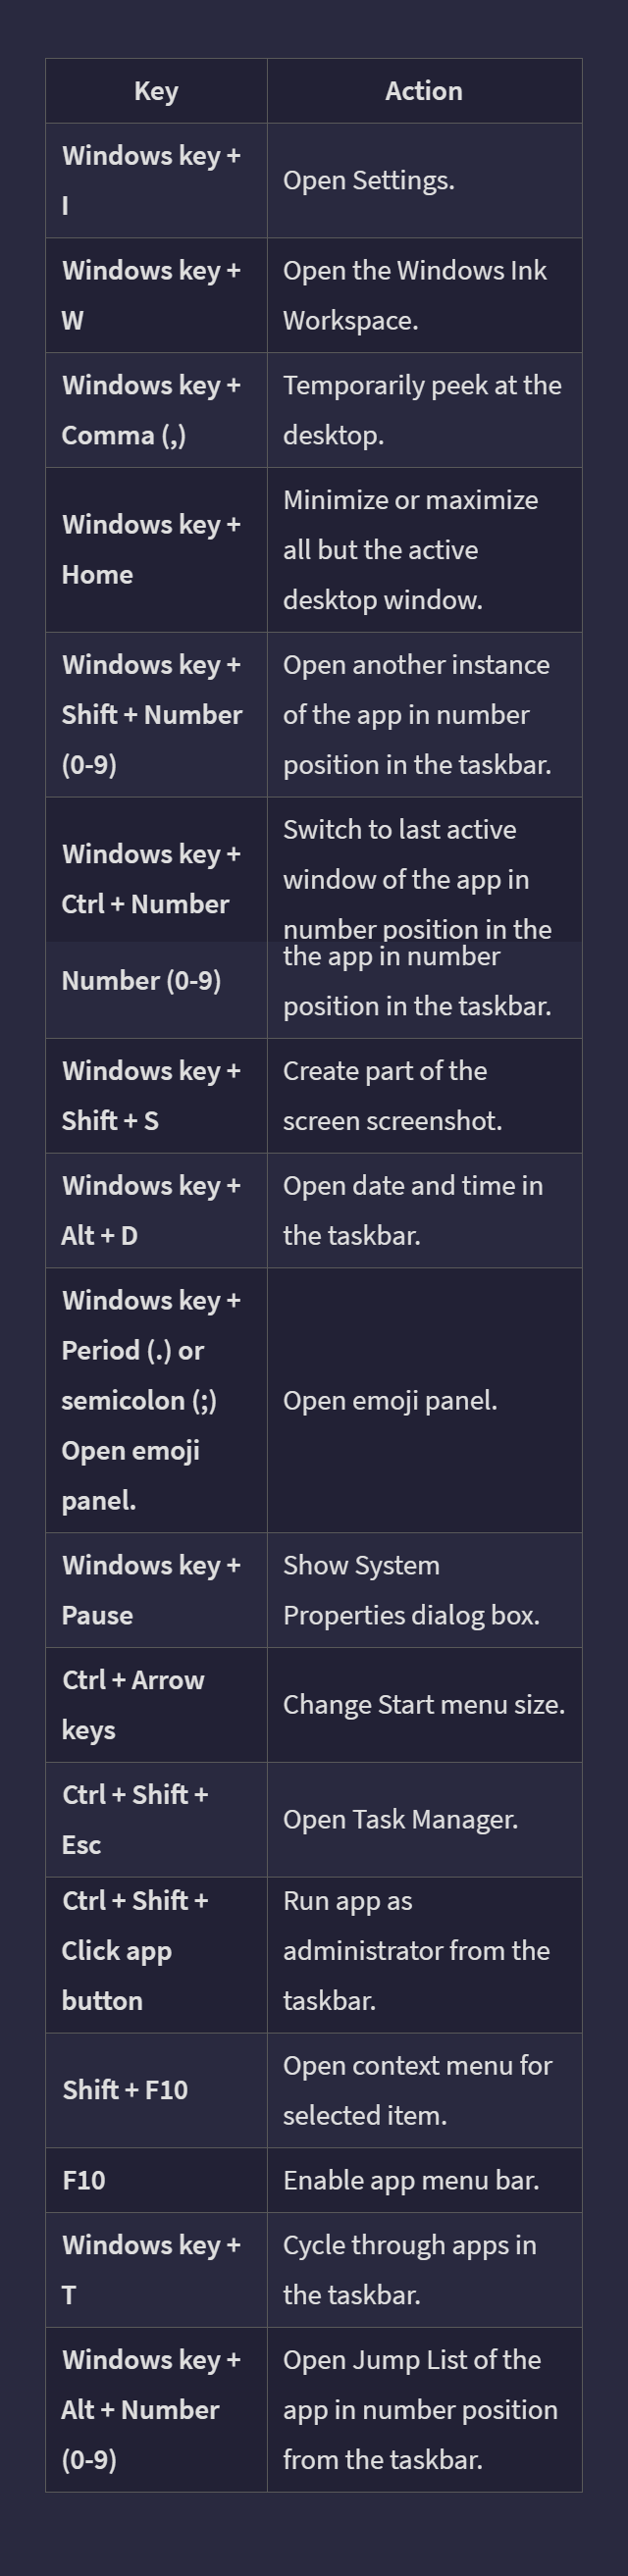 Key
Action
Windows key +
I
Open Settings.
Windows key +
W
Open the Windows Ink
Workspace.
Windows key +
Comma (,)
Temporarily peek at the
desktop.
Windows key +
Home
Minimize or maximize
all but the active
desktop window.
Windows key +
Shift + Number
(0-9)
Open another instance
of the app in number
position in the taskbar.
Windows key +
Ctrl + Number
Switch to last active
window of the app in
number position in the
Number (0-9)
the app in number
position in the taskbar.
Windows key +
Shift + S
Create part of the
screen screenshot.
Windows key +
Alt + D
Open date and time in
the taskbar.
Windows key +
Period (.) or
semicolon (;)
Open emoji
panel.
Open emoji panel.
Windows key +
Pause
Show System
Properties dialog box.
Ctrl + Arrow
keys
Change Start menu size.
Ctrl + Shift +
Esc
Open Task Manager.
Ctrl + Shift +
Click app
button
Run app as
administrator from the
taskbar.
Shift + F10
Open context menu for
selected item.
F10
Enable app menu bar.
Windows key +
T
Cycle through apps in
the taskbar.
Windows key +
Alt + Number
(0-9)
Open Jump List of the
app in number position
from the taskbar.